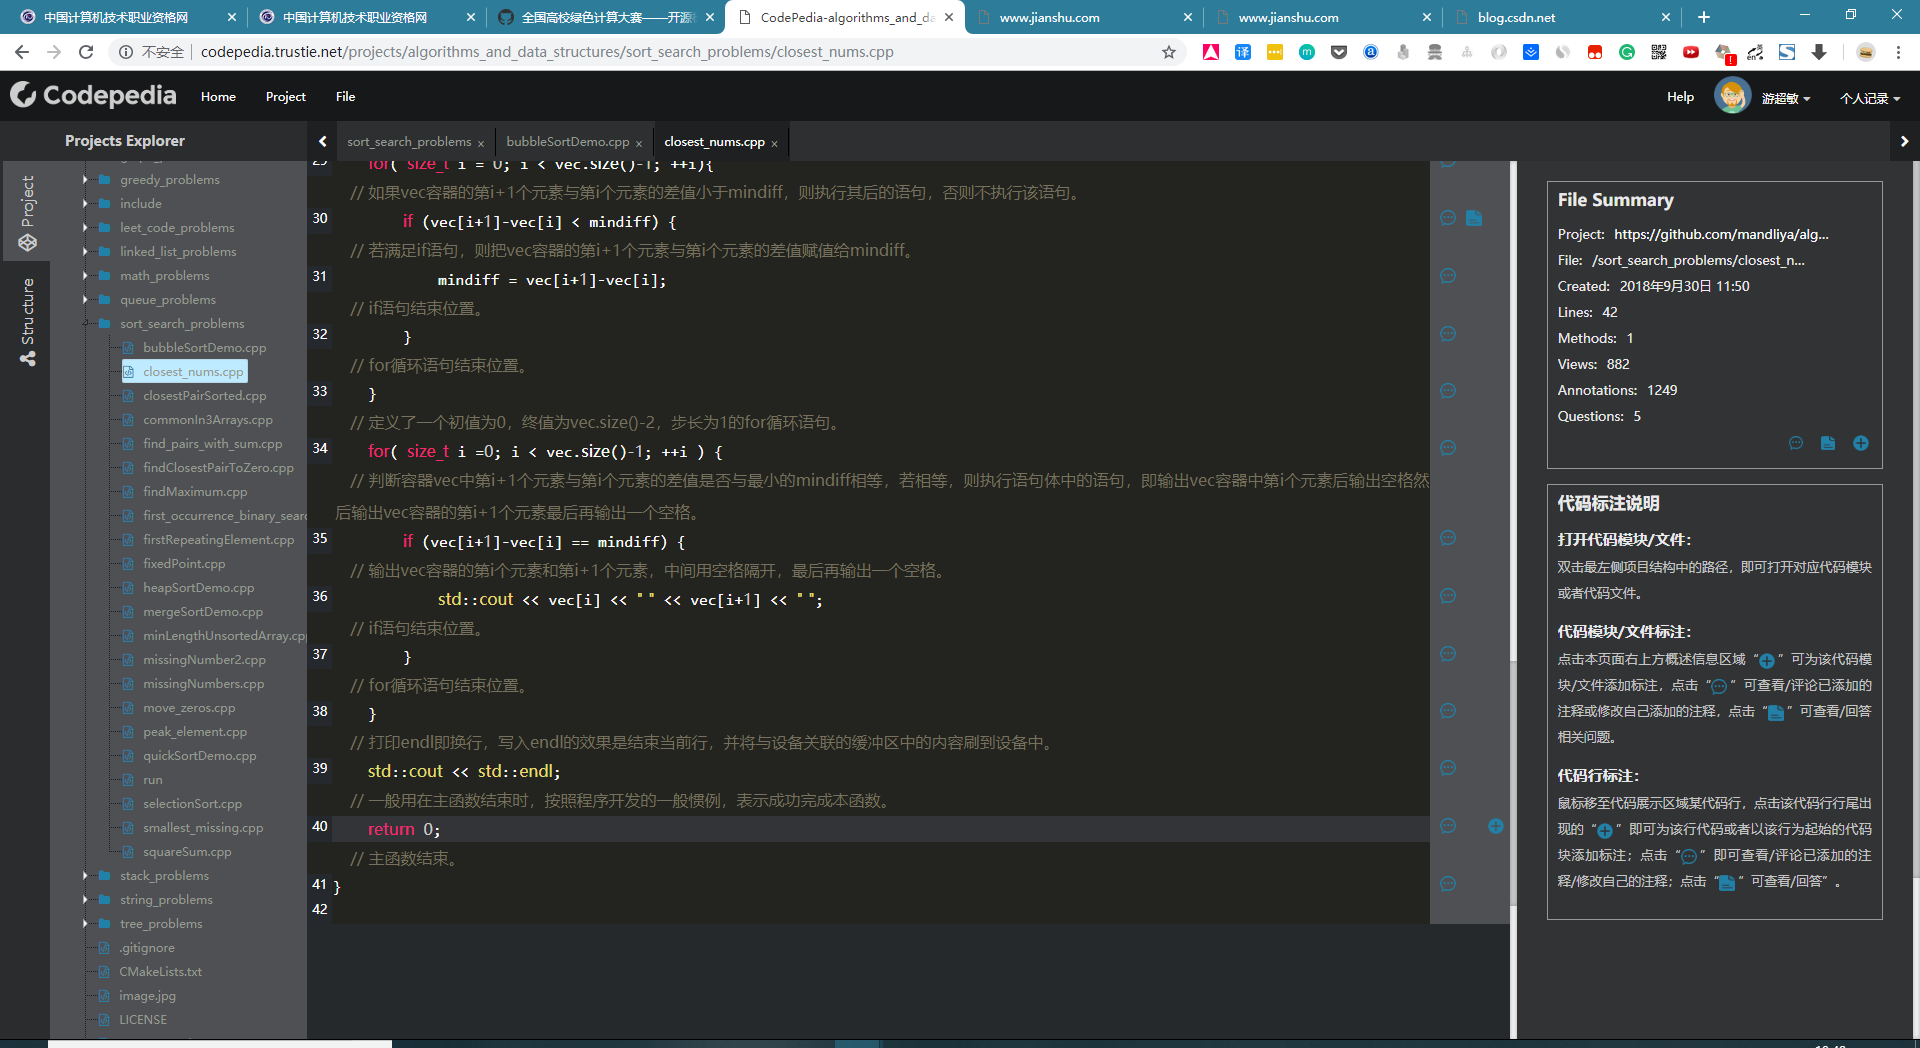 中国计算机技术职业资格网
中国计算机技术职业资格网
全国高校绿色计算大赛——开源
CodePedia-algorithms_and_da
www.jianshu.com
www.jianshu.com
blog.csdn.net
不安全
codepedia.trustie.net/projects/algorithms_and_data_structures/sort_search_problems/closest_nums.cpp
Codepedia
Home
Project
File
Help
游超敏
个人记录
Projects Explorer
sort_search_problems ×
bubbleSortDemo.cpp ×
closest_nums.cpp ×
Project
Structure
greedy_problems
include
leet_code_problems
linked_list_problems
math_problems
queue_problems
sort_search_problems
bubbleSortDemo.cpp
closest_nums.cpp
closestPairSorted.cpp
commonIn3Arrays.cpp
find_pairs_with_sum.cpp
findClosestPairToZero.cpp
findMaximum.cpp
first_occurrence_binary_searc
firstRepeatingElement.cpp
fixedPoint.cpp
heapSortDemo.cpp
mergeSortDemo.cpp
minLengthUnsortedArray.cpp
missingNumber2.cpp
missingNumbers.cpp
move_zeros.cpp
peak_element.cpp
quickSortDemo.cpp
run
selectionSort.cpp
smallest_missing.cpp
squareSum.cpp
stack_problems
string_problems
tree_problems
.gitignore
CMakeLists.txt
image.jpg
LICENSE
29 for( size_t i = 0; i < vec.size()-1; ++i){
// 如果vec容器的第i+1个元素与第i个元素的差值小于mindiff，则执行其后的语句，否则不执行该语句。
30 if (vec[i+1]-vec[i] < mindiff) {
// 若满足if语句，则把vec容器的第i+1个元素与第i个元素的差值赋值给mindiff。
31 mindiff = vec[i+1]-vec[i];
// if语句结束位置。
32 }
// for循环语句结束位置。
33 }
// 定义了一个初值为0，终值为vec.size()-2，步长为1的for循环语句。
34 for( size_t i =0; i < vec.size()-1; ++i ) {
// 判断容器vec中第i+1个元素与第i个元素的差值是否与最小的mindiff相等，若相等，则执行语句体中的语句，即输出vec容器中第i个元素后输出空格然
后输出vec容器的第i+1个元素最后再输出一个空格。
35 if (vec[i+1]-vec[i] == mindiff) {
// 输出vec容器的第i个元素和第i+1个元素，中间用空格隔开，最后再输出一个空格。
36 std::cout << vec[i] << " " << vec[i+1] << " ";
// if语句结束位置。
37 }
// for循环语句结束位置。
38 }
// 打印endl即换行，写入endl的效果是结束当前行，并将与设备关联的缓冲区中的内容刷到设备中。
39 std::cout << std::endl;
// 一般用在主函数结束时，按照程序开发的一般惯例，表示成功完成本函数。
40 return 0;
// 主函数结束。
41 }
42
File Summary
Project: https://github.com/mandliya/alg...
File: /sort_search_problems/closest_n...
Created: 2018年9月30日 11:50
Lines: 42
Methods: 1
Views: 882
Annotations: 1249
Questions: 5
代码标注说明
打开代码模块/文件：
双击最左侧项目结构中的路径，即可打开对应代码模块
或者代码文件。
代码模块/文件标注：
点击本页面右上方概述信息区域“ ”可为该代码模
块/文件添加标注，点击“ ”可查看/评论已添加的
注释或修改自己添加的注释，点击“ ”可查看/回答
相关问题。
代码行标注：
鼠标移至代码展示区域某代码行，点击该代码行行尾出
现的“ ”即可为该行代码或者以该行为起始的代码
块添加标注；点击“ ”即可查看/评论已添加的注
释/修改自己的注释；点击“ ”可查看/回答”。